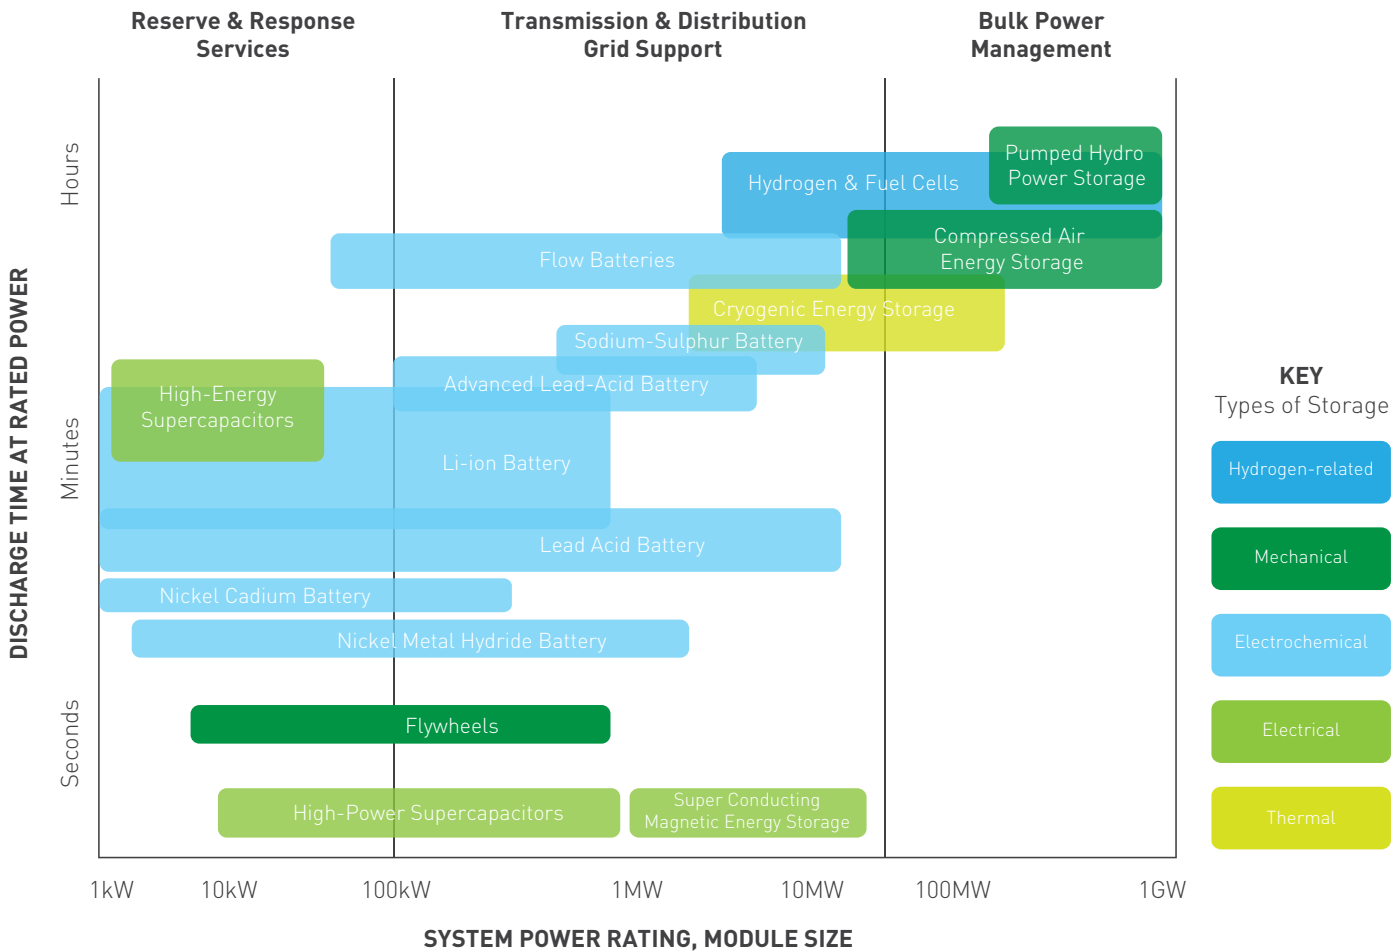 Reserve & Response
Services
Transmission & Distribution
Grid Support
Bulk Power
Management
DISCHARGE TIME AT RATED POWER
Hours
Minutes
Seconds
Pumped Hydro
Power Storage
Hydrogen & Fuel Cells
Compressed Air
Energy Storage
Flow Batteries
Cryogenic Energy Storage
Sodium-Sulphur Battery
Advanced Lead-Acid Battery
High-Energy
Supercapacitors
Li-ion Battery
Lead Acid Battery
Nickel Cadium Battery
Nickel Metal Hydride Battery
Flywheels
High-Power Supercapacitors
Super Conducting
Magnetic Energy Storage
1kW
10kW
100kW
1MW
10MW
100MW
1GW
SYSTEM POWER RATING, MODULE SIZE
KEY
Types of Storage
Hydrogen-related
Mechanical
Electrochemical
Electrical
Thermal